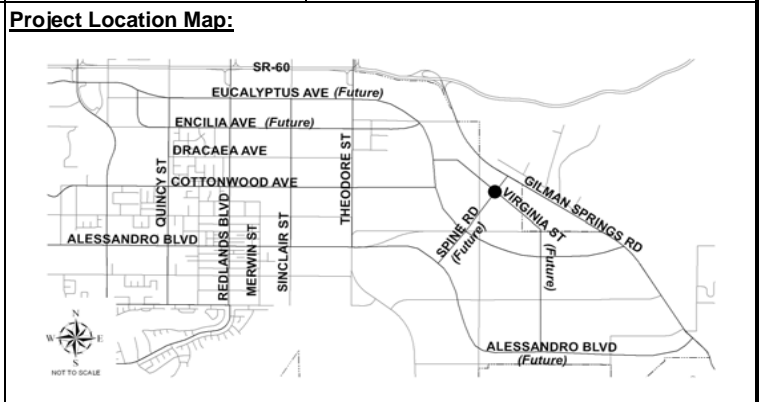 Project Location Map:
SR-60
EUCALYPTUS AVE (Future)
ENCILIA AVE (Future)
DRACAEA AVE
COTTONWOOD AVE
QUINCY ST
REDLANDS BLVD
MERWIN ST
SINCLAIR ST
THEODORE ST
ALESSANDRO BLVD
GILMAN SPRINGS RD
VIRGINIA ST
(Future)
SPINE RD
(Future)
ALESSANDRO BLVD
(Future)
N
W E
S
NOT TO SCALE